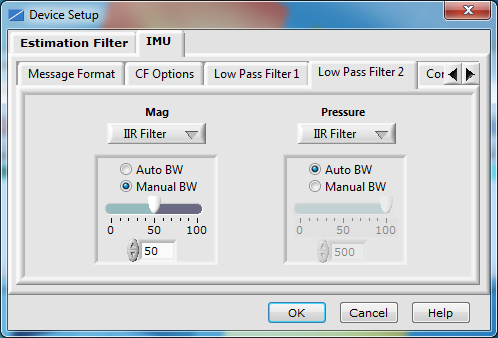 Device Setup
Estimation Filter IMU
Message Format CF Options Low Pass Filter 1 Low Pass Filter 2 Cor
Mag Pressure
IIR Filter IIR Filter
Auto BW Auto BW
Manual BW Manual BW
0 50 100 0 50 100
50 500
OK Cancel Help